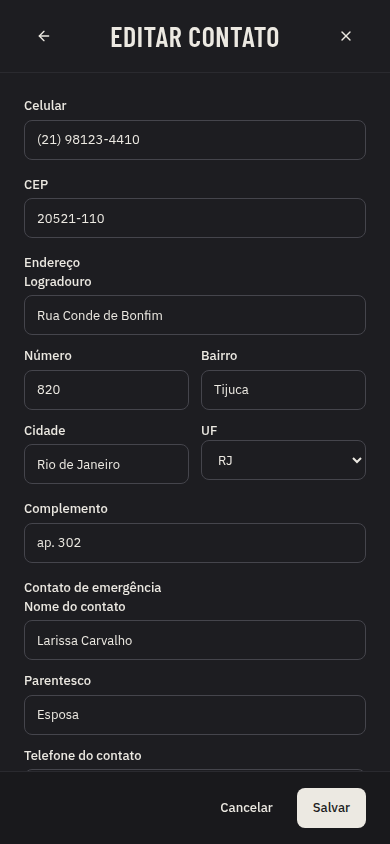 EDITAR CONTATO
Celular
(21) 98123-4410
CEP
20521-110
Endereço
Logradouro
Rua Conde de Bonfim
Número
Bairro
820
Tijuca
Cidade
UF
Rio de Janeiro
RJ
Complemento
ap. 302
Contato de emergência
Nome do contato
Larissa Carvalho
Parentesco
Esposa
Telefone do contato
Cancelar
Salvar